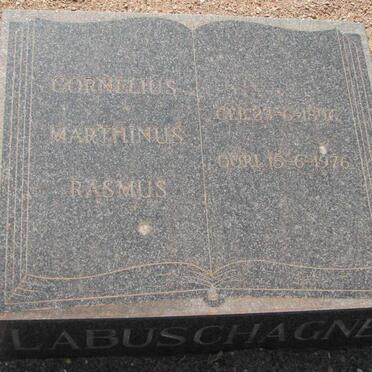 CORNELIUS
MARTHINUS
RASMUS
GEB.
OORL. 15-6-1976
LABUSCHAGNE